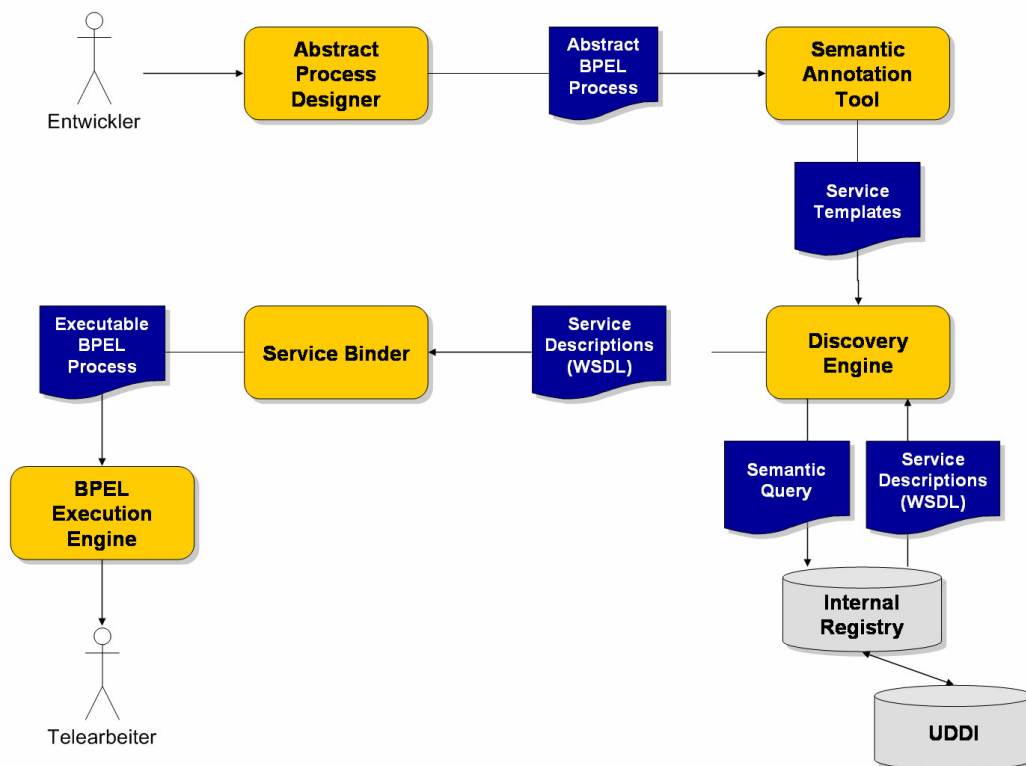 Entwickler
Abstract
Process
Designer
Abstract
BPEL
Process
Semantic
Annotation
Tool
Service
Templates
Executable
BPEL
Process
Service Binder
Service
Descriptions
(WSDL)
Discovery
Engine
Semantic
Query
Service
Descriptions
(WSDL)
BPEL
Execution
Engine
Internal
Registry
Telearbeiter
UDDI